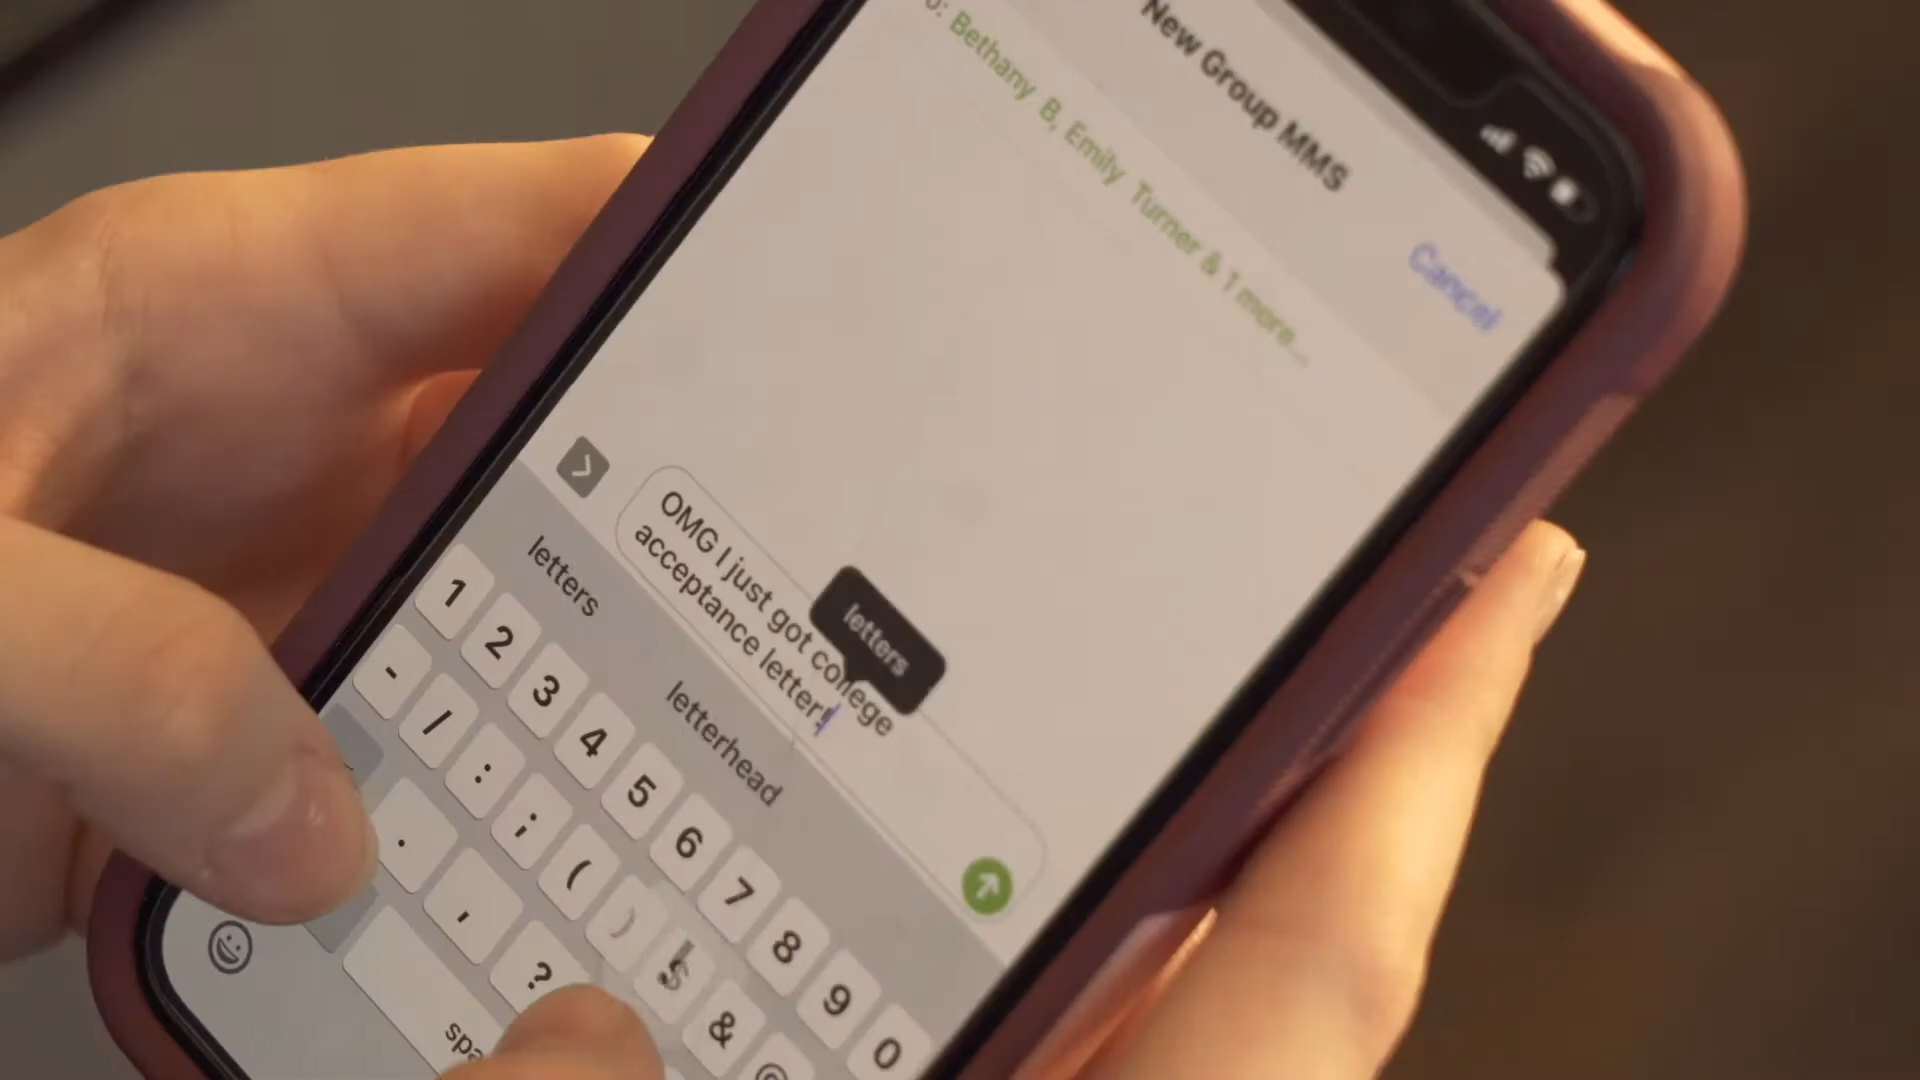 New Group MMS
Cancel
Bethany B, Emily Turner & 1 more...
OMG I just got college
acceptance letter!
letters
letters
letterhead
1 2 3 4 5 6 7 8 9 0
- / : ; ( ) $ & @
. , ?